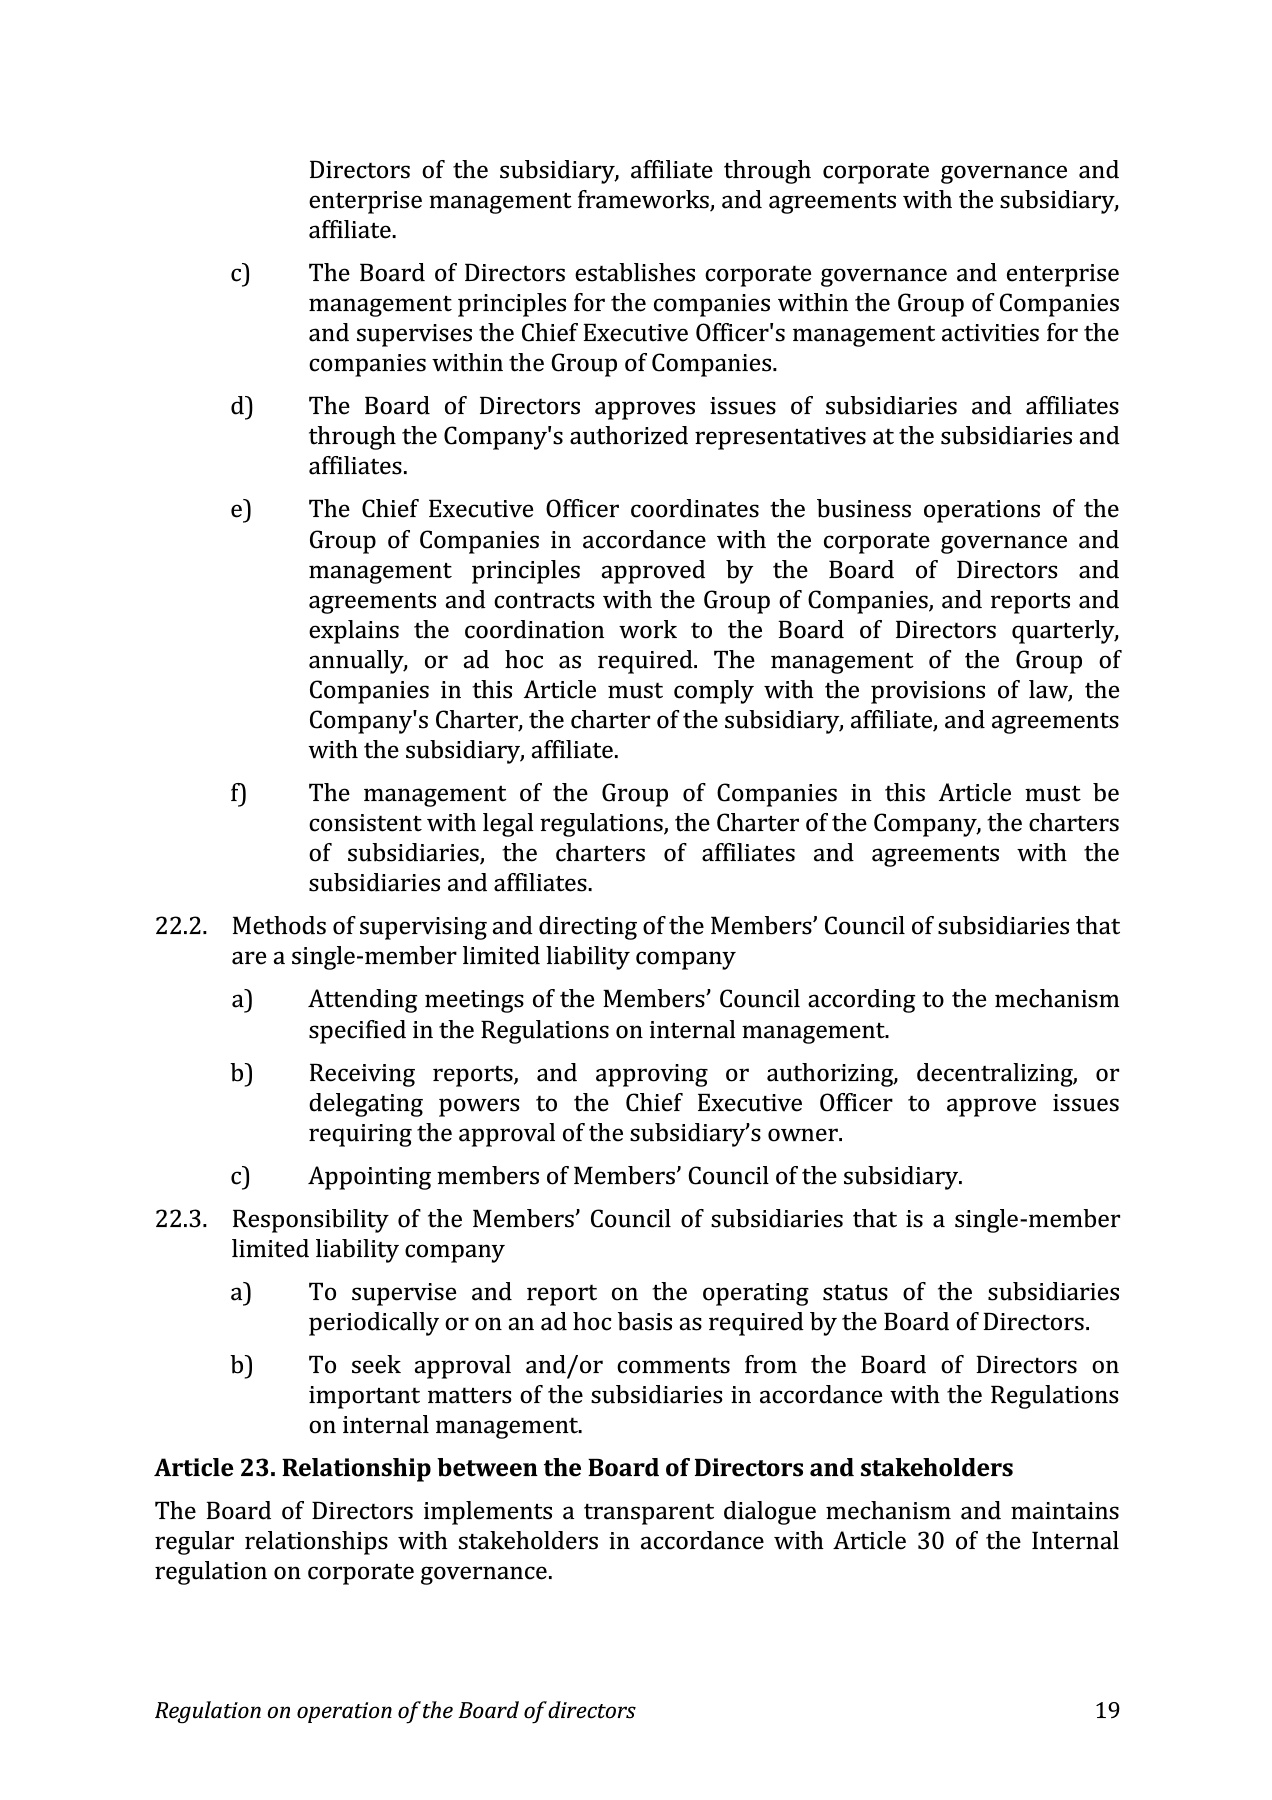 Directors of the subsidiary, affiliate through corporate governance and
enterprise management frameworks, and agreements with the subsidiary,
affiliate.
c) The Board of Directors establishes corporate governance and enterprise
management principles for the companies within the Group of Companies
and supervises the Chief Executive Officer's management activities for the
companies within the Group of Companies.
d) The Board of Directors approves issues of subsidiaries and affiliates
through the Company's authorized representatives at the subsidiaries and
affiliates.
e) The Chief Executive Officer coordinates the business operations of the
Group of Companies in accordance with the corporate governance and
management principles approved by the Board of Directors and
agreements and contracts with the Group of Companies, and reports and
explains the coordination work to the Board of Directors quarterly,
annually, or ad hoc as required. The management of the Group of
Companies in this Article must comply with the provisions of law, the
Company's Charter, the charter of the subsidiary, affiliate, and agreements
with the subsidiary, affiliate.
f) The management of the Group of Companies in this Article must be
consistent with legal regulations, the Charter of the Company, the charters
of subsidiaries, the charters of affiliates and agreements with the
subsidiaries and affiliates.
22.2. Methods of supervising and directing of the Members’ Council of subsidiaries that
are a single-member limited liability company
a) Attending meetings of the Members’ Council according to the mechanism
specified in the Regulations on internal management.
b) Receiving reports, and approving or authorizing, decentralizing, or
delegating powers to the Chief Executive Officer to approve issues
requiring the approval of the subsidiary’s owner.
c) Appointing members of Members’ Council of the subsidiary.
22.3. Responsibility of the Members’ Council of subsidiaries that is a single-member
limited liability company
a) To supervise and report on the operating status of the subsidiaries
periodically or on an ad hoc basis as required by the Board of Directors.
b) To seek approval and/or comments from the Board of Directors on
important matters of the subsidiaries in accordance with the Regulations
on internal management.
Article 23. Relationship between the Board of Directors and stakeholders
The Board of Directors implements a transparent dialogue mechanism and maintains
regular relationships with stakeholders in accordance with Article 30 of the Internal
regulation on corporate governance.
Regulation on operation of the Board of directors 19